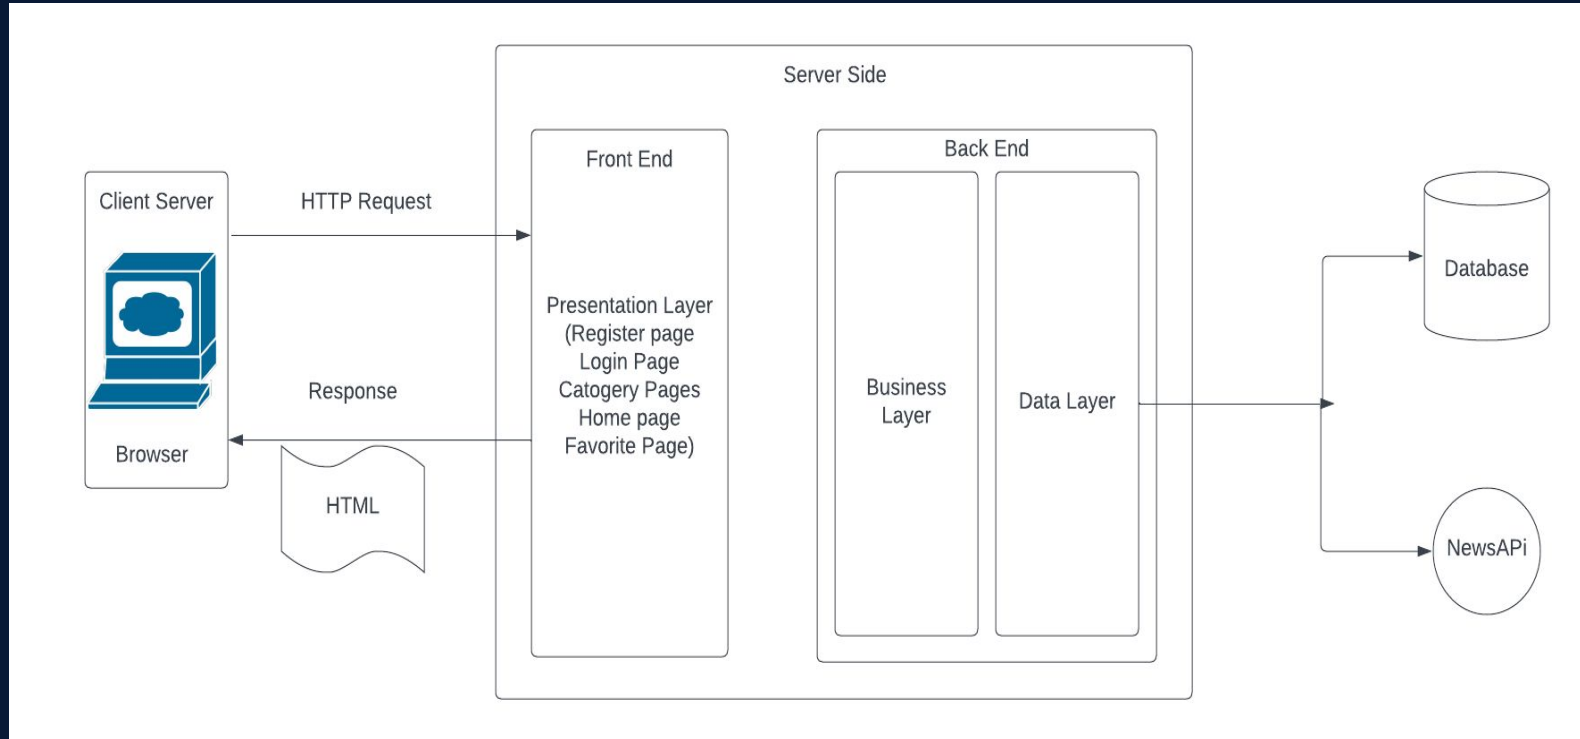 Server Side
Client Server
Browser
HTTP Request
Response
HTML
Front End
Presentation Layer
(Register page
Login Page
Catogery Pages
Home page
Favorite Page)
Back End
Business
Layer
Data Layer
Database
NewsAPi